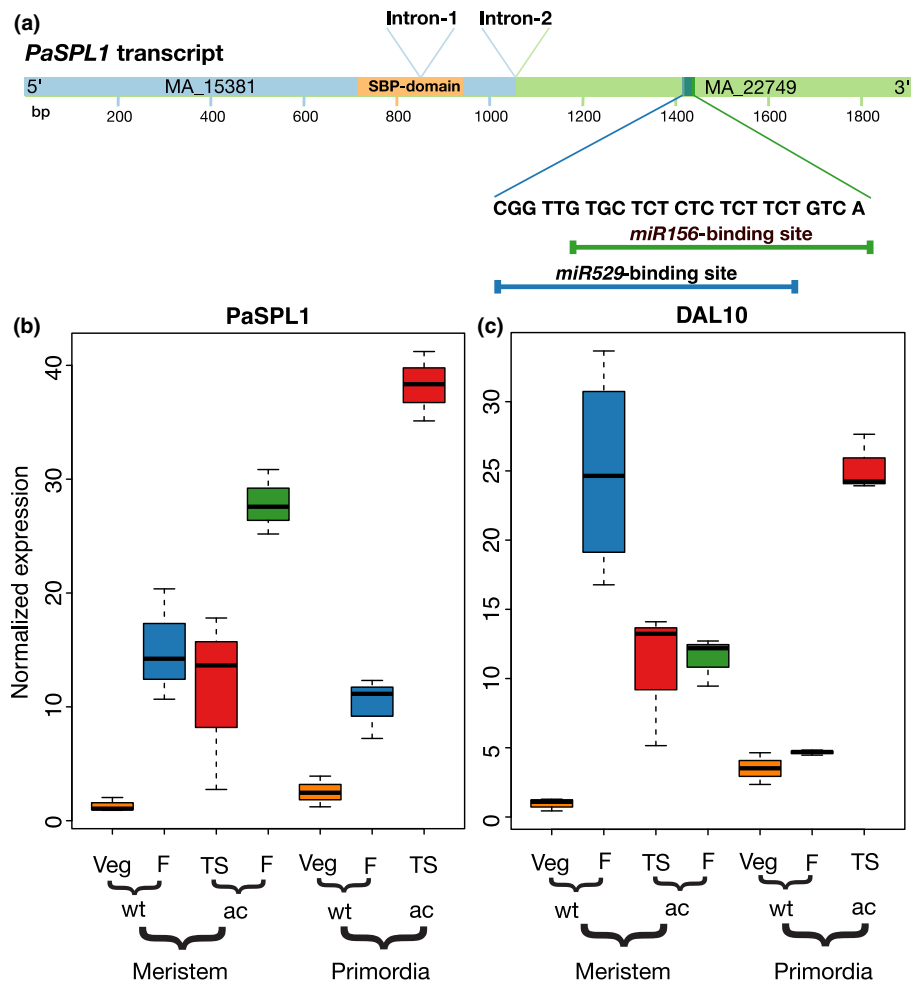 (a)
Intron-1 Intron-2
PaSPL1 transcript
5' MA_15381 SBP-domain MA_22749 3'
bp 200 400 600 800 1000 1200 1400 1600 1800
CGG TTG TGC TCT CTC TCT TCT GTC A
miR156-binding site
miR529-binding site
(b) PaSPL1
Normalized expression
40
30
20
10
0
Veg F TS F Veg F TS
wt ac wt ac
Meristem Primordia
(c) DAL10
30
25
20
15
10
5
0
Veg F TS F Veg F TS
wt ac wt ac
Meristem Primordia